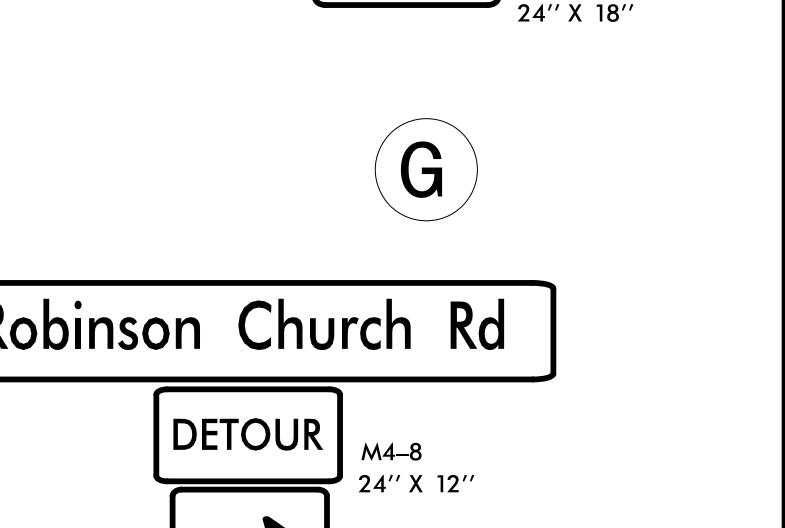 24'' X 18''
G
Robinson Church Rd
DETOUR
M4–8
24'' X 12''